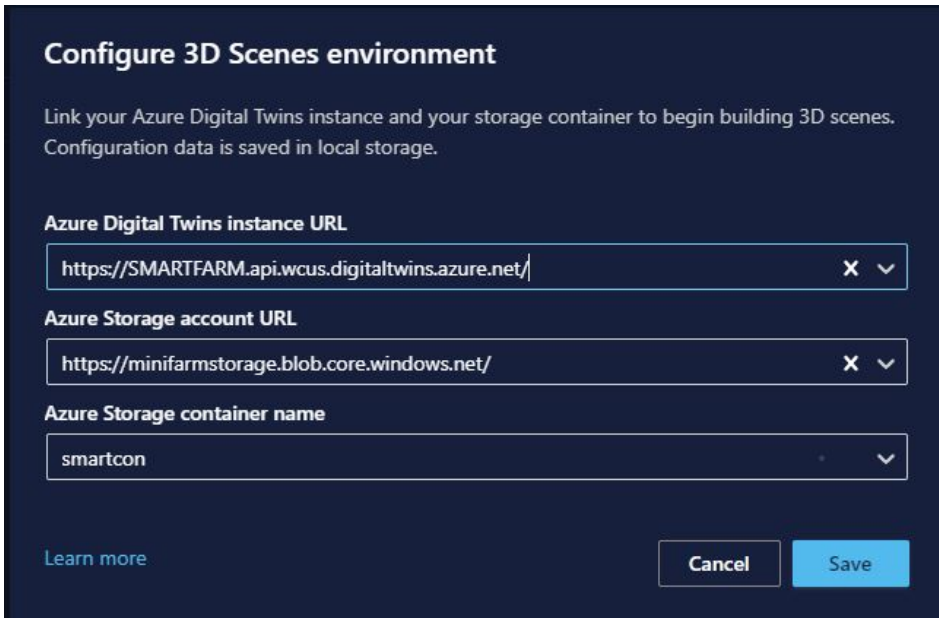 Configure 3D Scenes environment
Link your Azure Digital Twins instance and your storage container to begin building 3D scenes.
Configuration data is saved in local storage.
Azure Digital Twins instance URL
https://SMARTFARM.api.wcus.digitaltwins.azure.net/
Azure Storage account URL
https://minifarmstorage.blob.core.windows.net/
Azure Storage container name
smartcon
Learn more
Cancel
Save